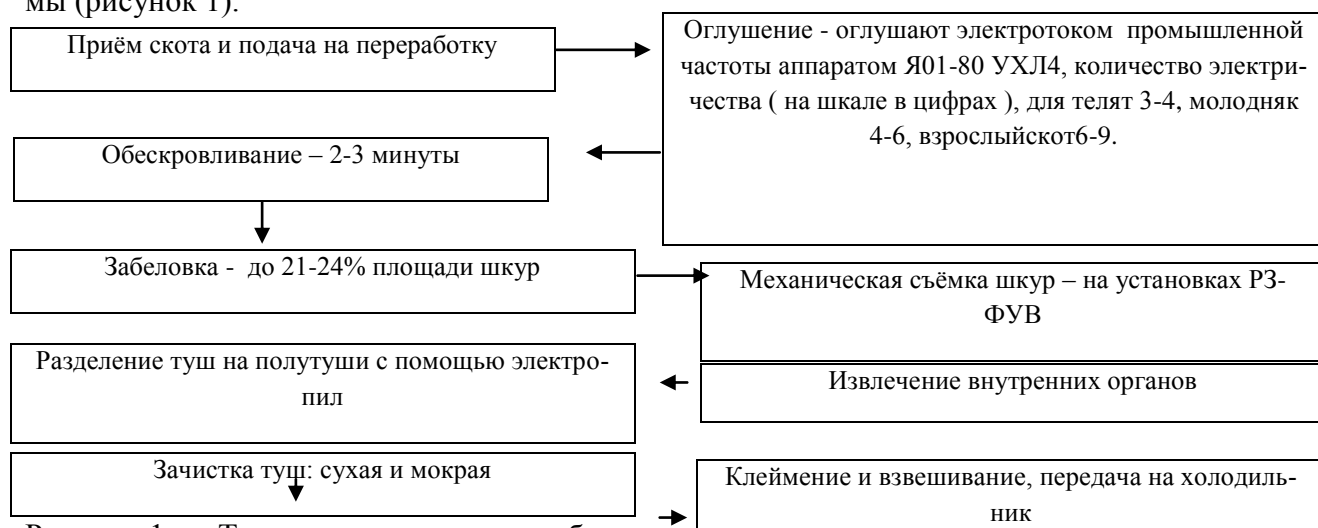 мы (рисунок 1).
Приём скота и подача на переработку
Оглушение - оглушают электротоком промышленной
частоты аппаратом Я01-80 УХЛ4, количество электри-
чества ( на шкале в цифрах ), для телят 3-4, молодняк
4-6, взрослыйскот6-9.
Обескровливание – 2-3 минуты
Забеловка - до 21-24% площади шкур
Механическая съёмка шкур – на установках РЗ-
ФУВ
Разделение туш на полутуши с помощью электро-
пил
Извлечение внутренних органов
Зачистка туш: сухая и мокрая
Клеймение и взвешивание, передача на холодиль-
ник